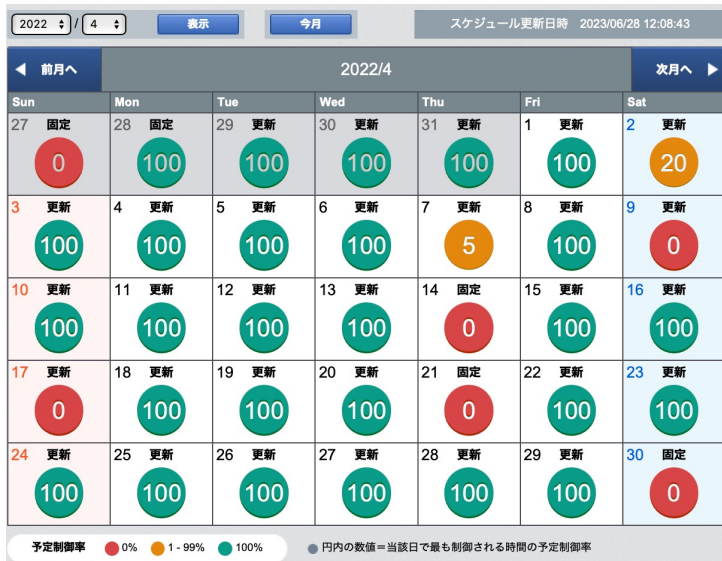 2022 / 4 表示 今月 スケジュール更新日時 2023/06/28 12:08:43
前月へ 2022/4 次月へ
Sun Mon Tue Wed Thu Fri Sat
27 固定 28 固定 29 更新 30 更新 31 更新 1 更新 2 更新
0 100 100 100 100 100 20
3 更新 4 更新 5 更新 6 更新 7 更新 8 更新 9 更新
100 100 100 100 5 100 0
10 更新 11 更新 12 更新 13 更新 14 固定 15 更新 16 更新
100 100 100 100 0 100 100
17 更新 18 更新 19 更新 20 更新 21 固定 22 更新 23 更新
0 100 100 100 0 100 100
24 更新 25 更新 26 更新 27 更新 28 更新 29 更新 30 固定
100 100 100 100 100 100 0
予定制御率 0% 1 - 99% 100% 円内の数値＝当該日で最も制御される時間の予定制御率